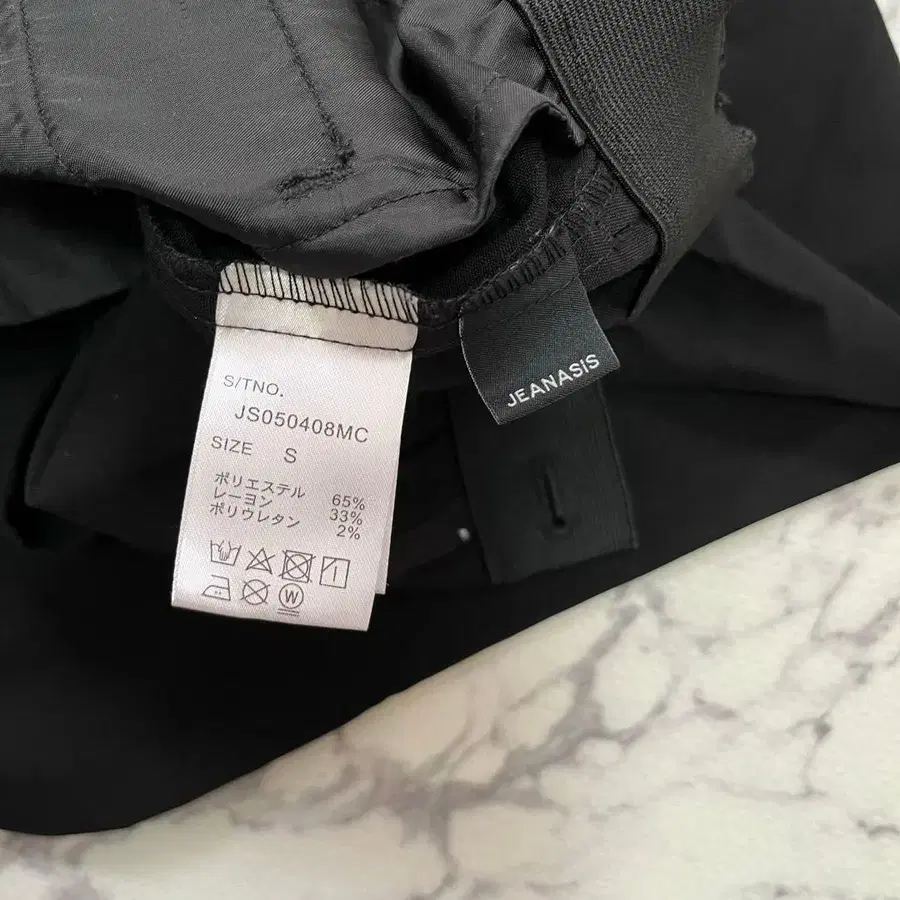 S/TNO.
JS050408MC
SIZE S
ポリエステル 65%
レーヨン 33%
ポリウレタン 2%
W
JEANASIS